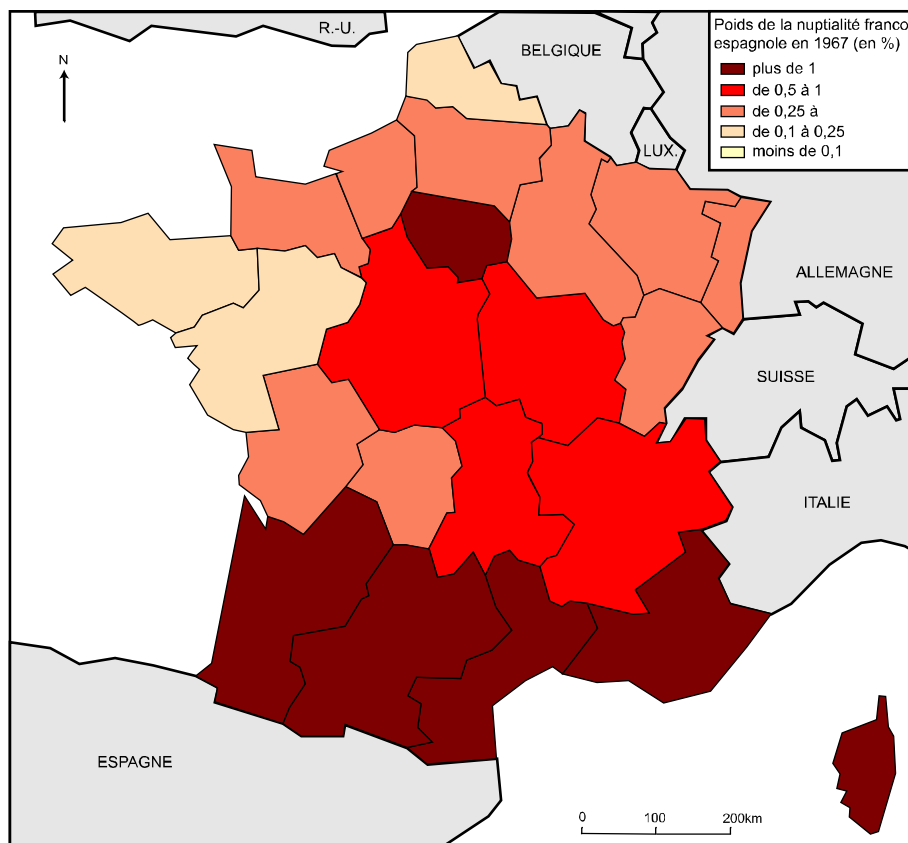 R.-U.
BELGIQUE
Poids de la nuptialité franco
espagnole en 1967 (en %)
plus de 1
de 0,5 à 1
de 0,25 à
de 0,1 à 0,25
moins de 0,1
N
LUX.
ALLEMAGNE
SUISSE
ITALIE
ESPAGNE
0 100 200km